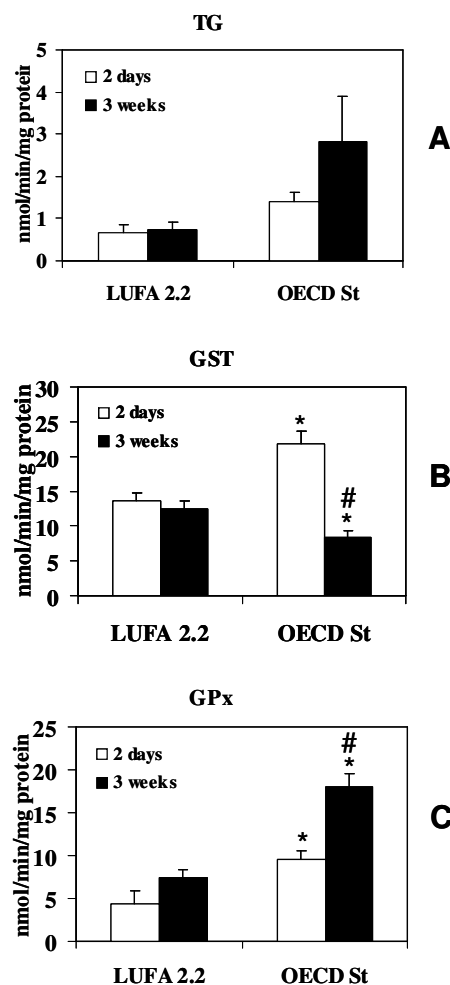 TG
nmol/min/mg protein
5
4
3
2
1
0
2 days
3 weeks
LUFA 2.2
OECD St
A
GST
nmol/min/mg protein
30
25
20
15
10
5
0
2 days
3 weeks
*
#
*
LUFA 2.2
OECD St
B
GPx
nmol/min/mg protein
25
20
15
10
5
0
2 days
3 weeks
*
#
*
LUFA 2.2
OECD St
C